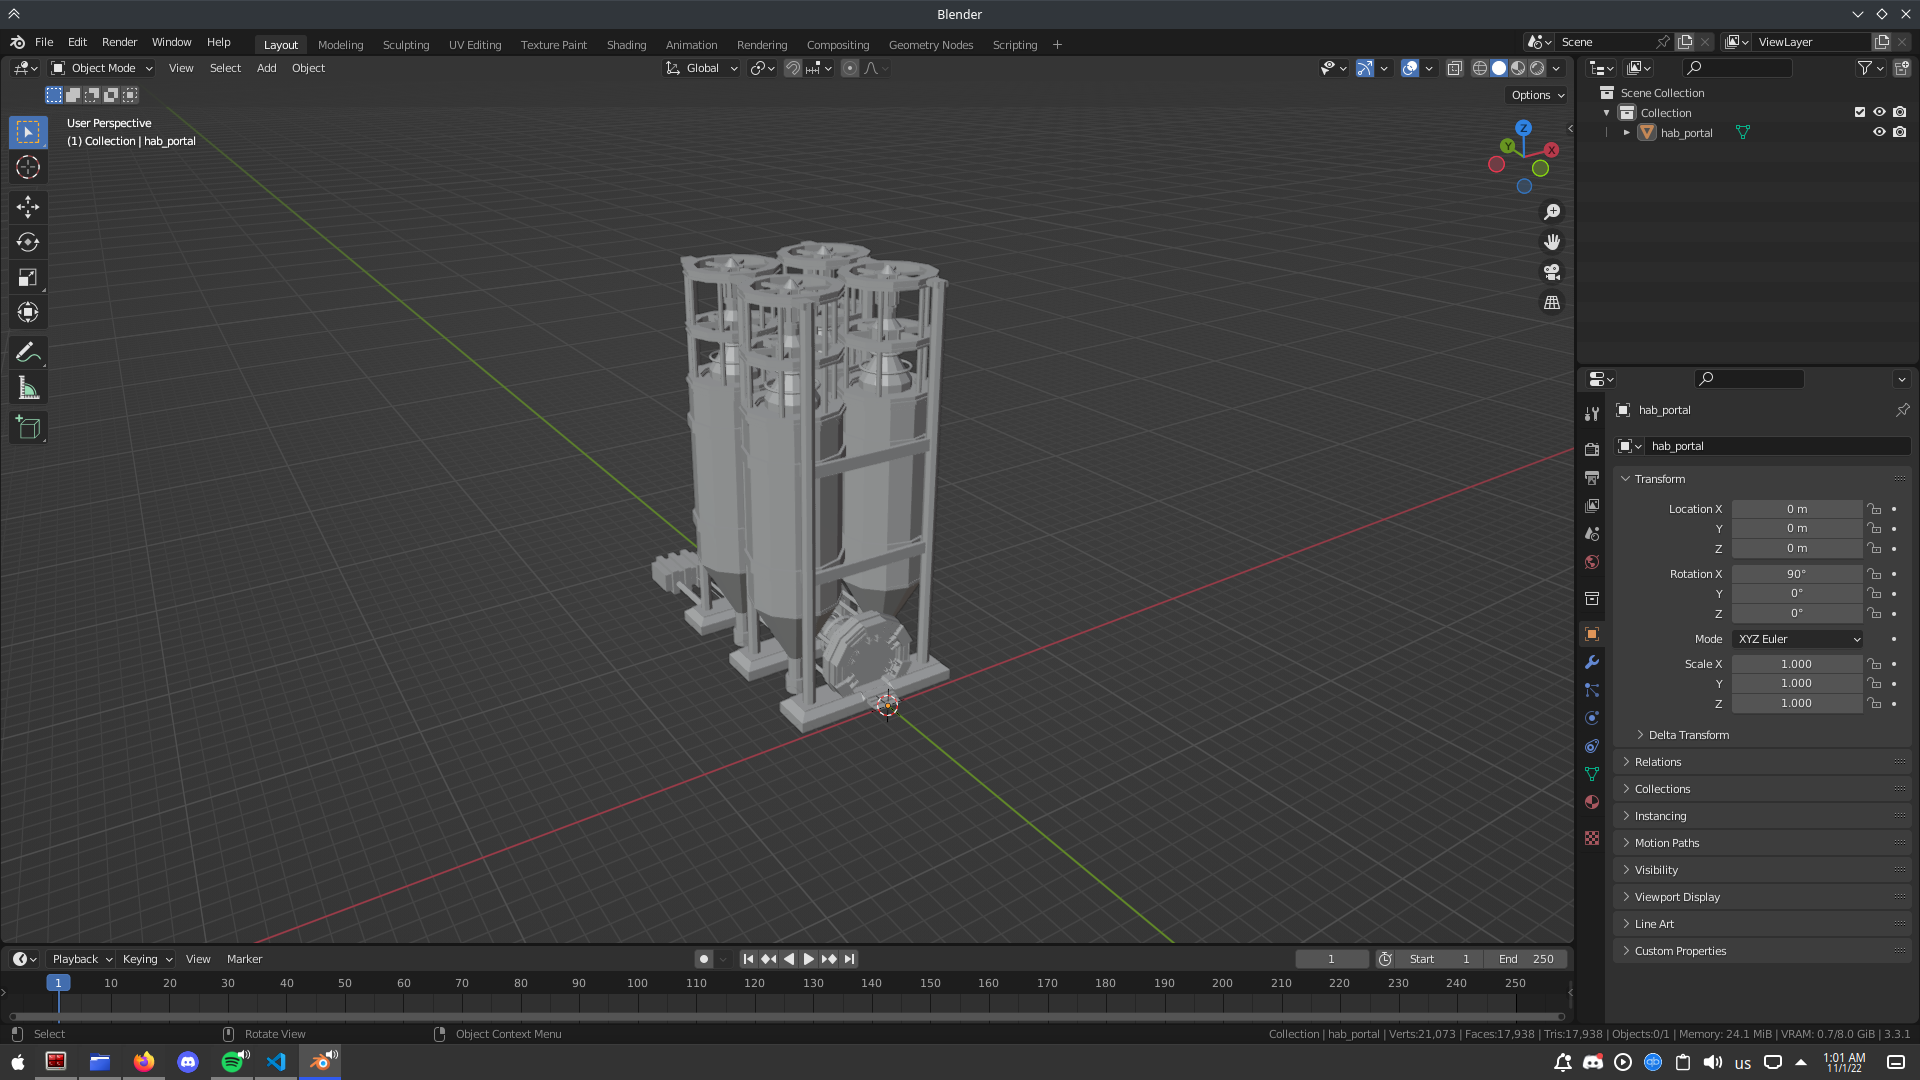 Blender
File Edit Render Window Help
Layout Modeling Sculpting UV Editing Texture Paint Shading Animation Rendering Compositing Geometry Nodes Scripting +
Scene ViewLayer
Object Mode View Select Add Object Global
Options
User Perspective
(1) Collection | hab_portal
Z
Y
X
Scene Collection
Collection
hab_portal
hab_portal
hab_portal
Transform
Location X 0 m
Y 0 m
Z 0 m
Rotation X 90°
Y 0°
Z 0°
Mode XYZ Euler
Scale X 1.000
Y 1.000
Z 1.000
Delta Transform
Relations
Collections
Instancing
Motion Paths
Visibility
Viewport Display
Line Art
Custom Properties
Playback Keying View Marker 1 Start 1 End 250
1 10 20 30 40 50 60 70 80 90 100 110 120 130 140 150 160 170 180 190 200 210 220 230 240 250
Select Rotate View Object Context Menu
Collection | hab_portal | Verts:21,073 | Faces:17,938 | Tris:17,938 | Objects:0/1 | Memory: 24.1 MiB | VRAM: 0.7/8.0 GiB | 3.3.1
qb us 1:01 AM
11/1/22